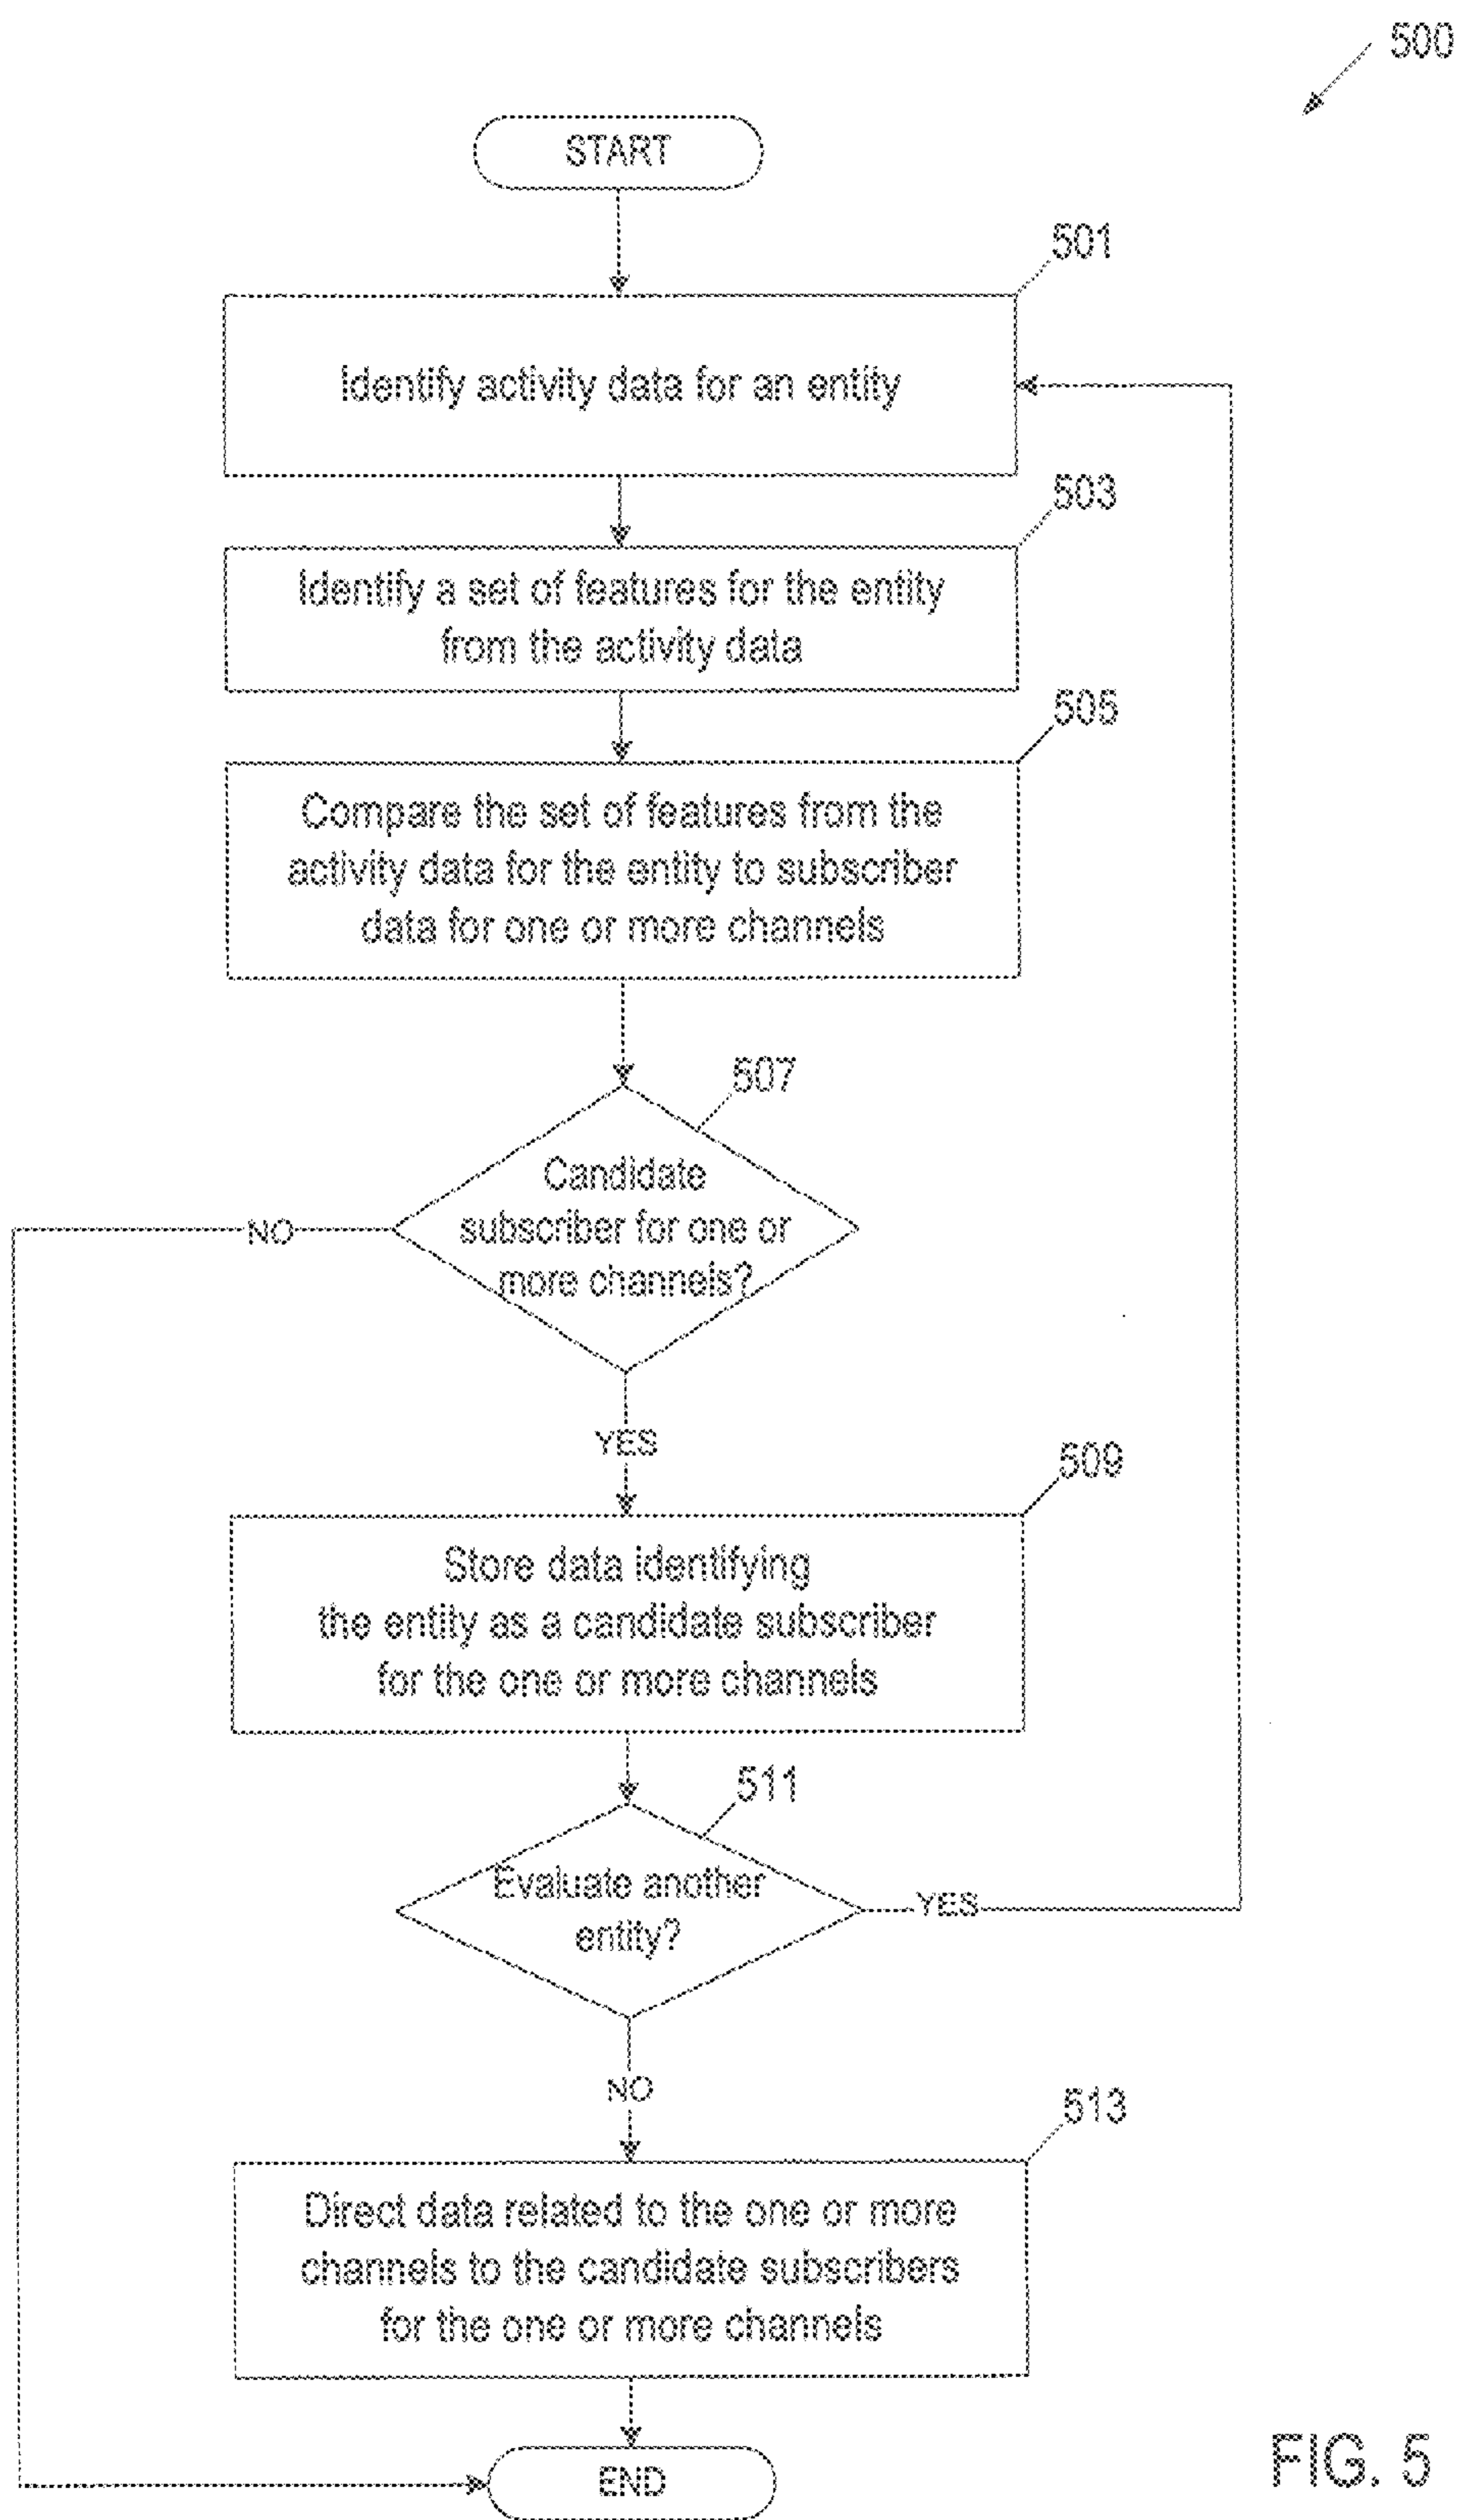 500
START
501
Identify activity data for an entity
503
Identify a set of features for the entity
from the activity data
505
Compare the set of features from the
activity data for the entity to subscriber
data for one or more channels
507
Candidate
subscriber for one or
more channels?
NO
YES
509
Store data identifying
the entity as a candidate subscriber
for the one or more channels
511
Evaluate another
entity?
YES
NO
513
Direct data related to the one or more
channels to the candidate subscribers
for the one or more channels
END
FIG. 5